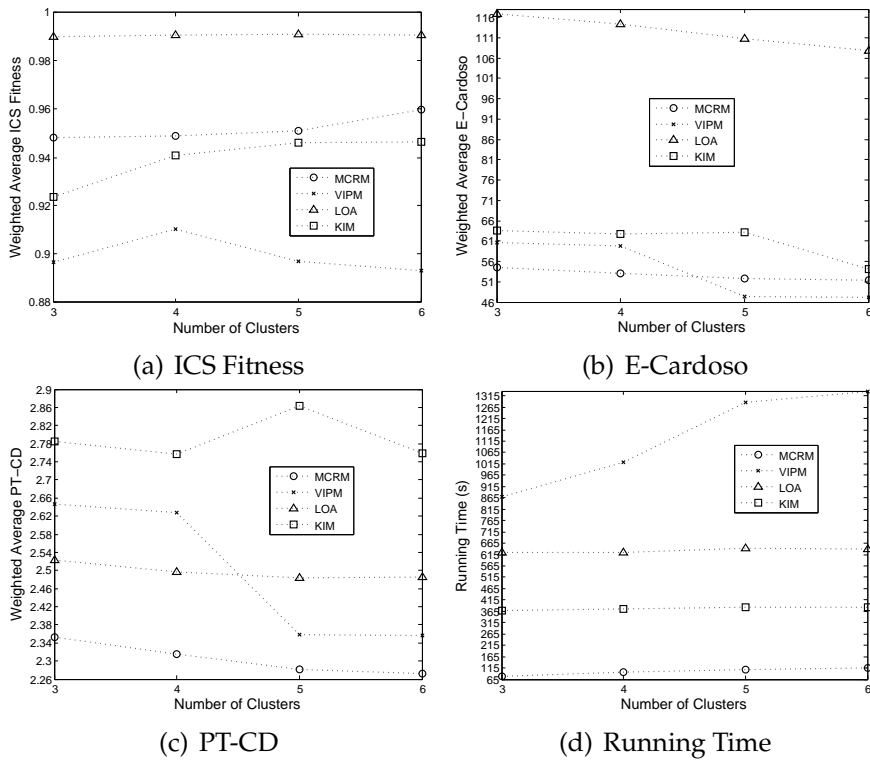 1
0.98
0.96
0.94
0.92
0.9
0.88
Weighted Average ICS Fitness
MCRM
VIPM
LOA
KIM
3
4
5
6
Number of Clusters
(a) ICS Fitness
116
111
106
101
96
91
86
81
76
71
66
61
56
51
46
Weighted Average E−Cardoso
MCRM
VIPM
LOA
KIM
3
4
5
6
Number of Clusters
(b) E-Cardoso
2.9
2.86
2.82
2.78
2.74
2.7
2.66
2.62
2.58
2.54
2.5
2.46
2.42
2.38
2.34
2.3
2.26
Weighted Average PT−CD
MCRM
VIPM
LOA
KIM
3
4
5
6
Number of Clusters
(c) PT-CD
1315
1265
1215
1165
1115
1065
1015
965
915
865
815
765
715
665
615
565
515
465
415
365
315
265
215
165
115
65
Running Time (s)
MCRM
VIPM
LOA
KIM
3
4
5
6
Number of Clusters
(d) Running Time